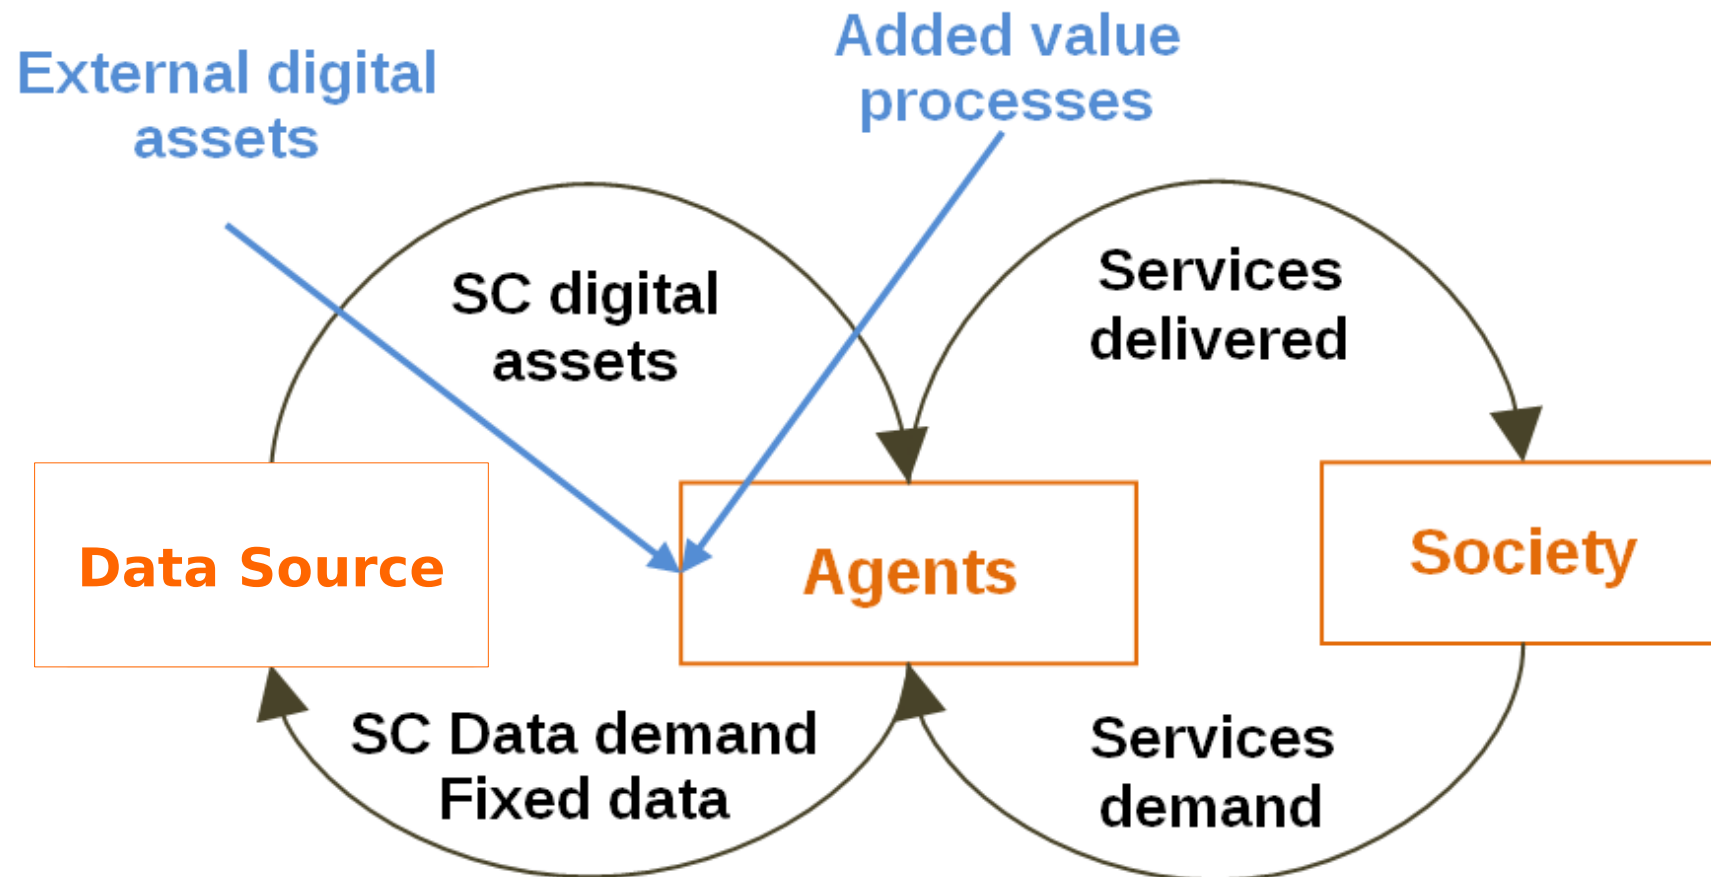 External digital
assets
Added value
processes
SC digital
assets
Services
delivered
Data Source
Agents
Society
SC Data demand
Fixed data
Services
demand